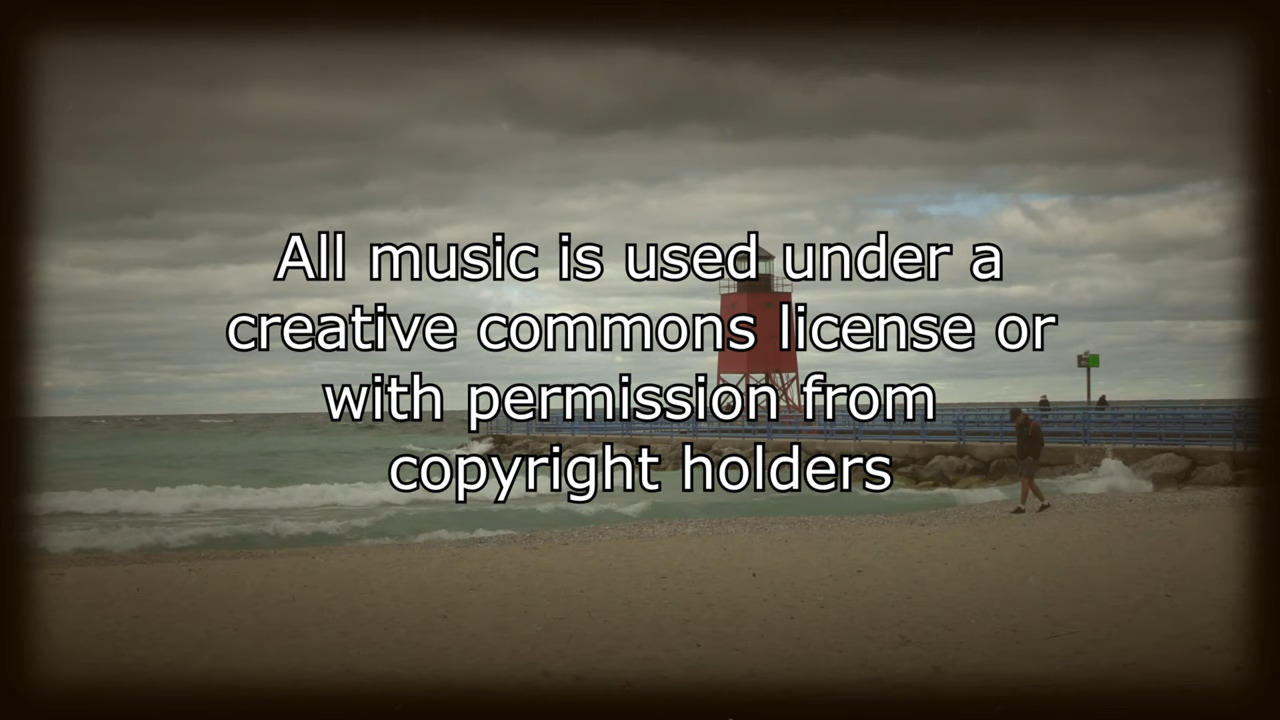 All music is used under a
creative commons license or
with permission from
copyright holders